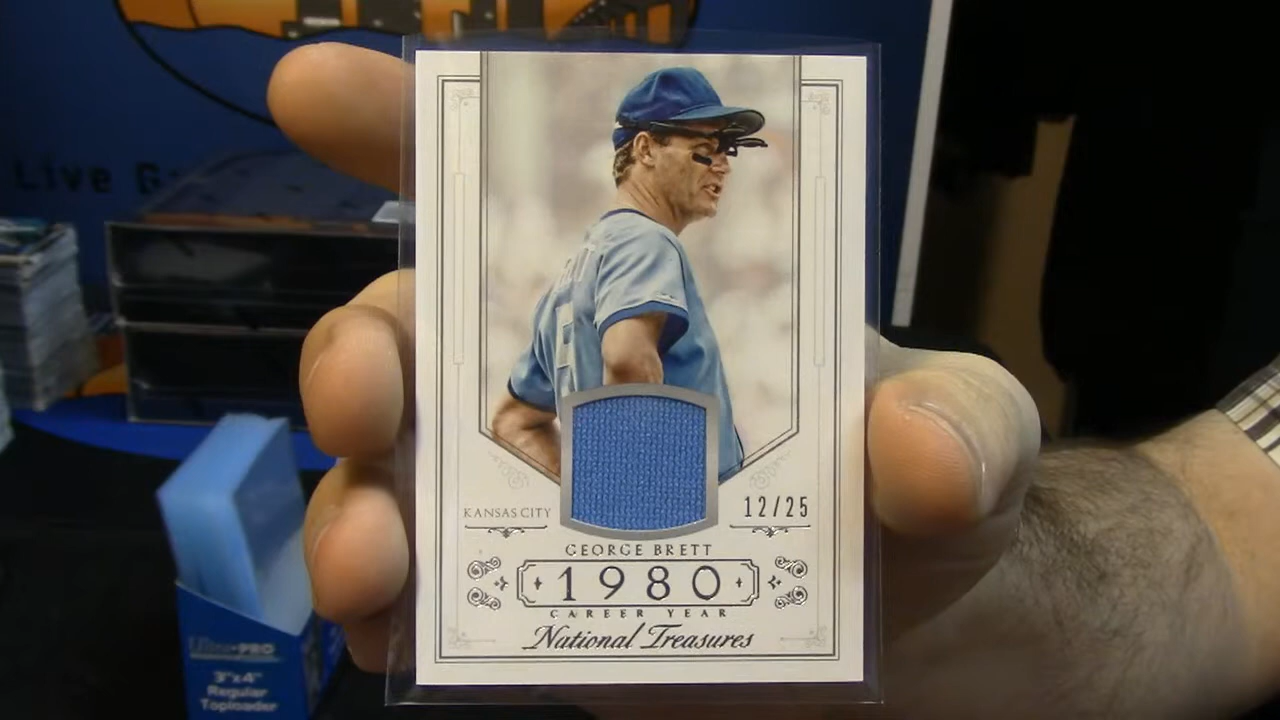 Live G
KANSAS CITY
12/25
GEORGE BRETT
1980
CAREER YEAR
National Treasures
Ultra-PRO
3"x4"
Regular
Toploader